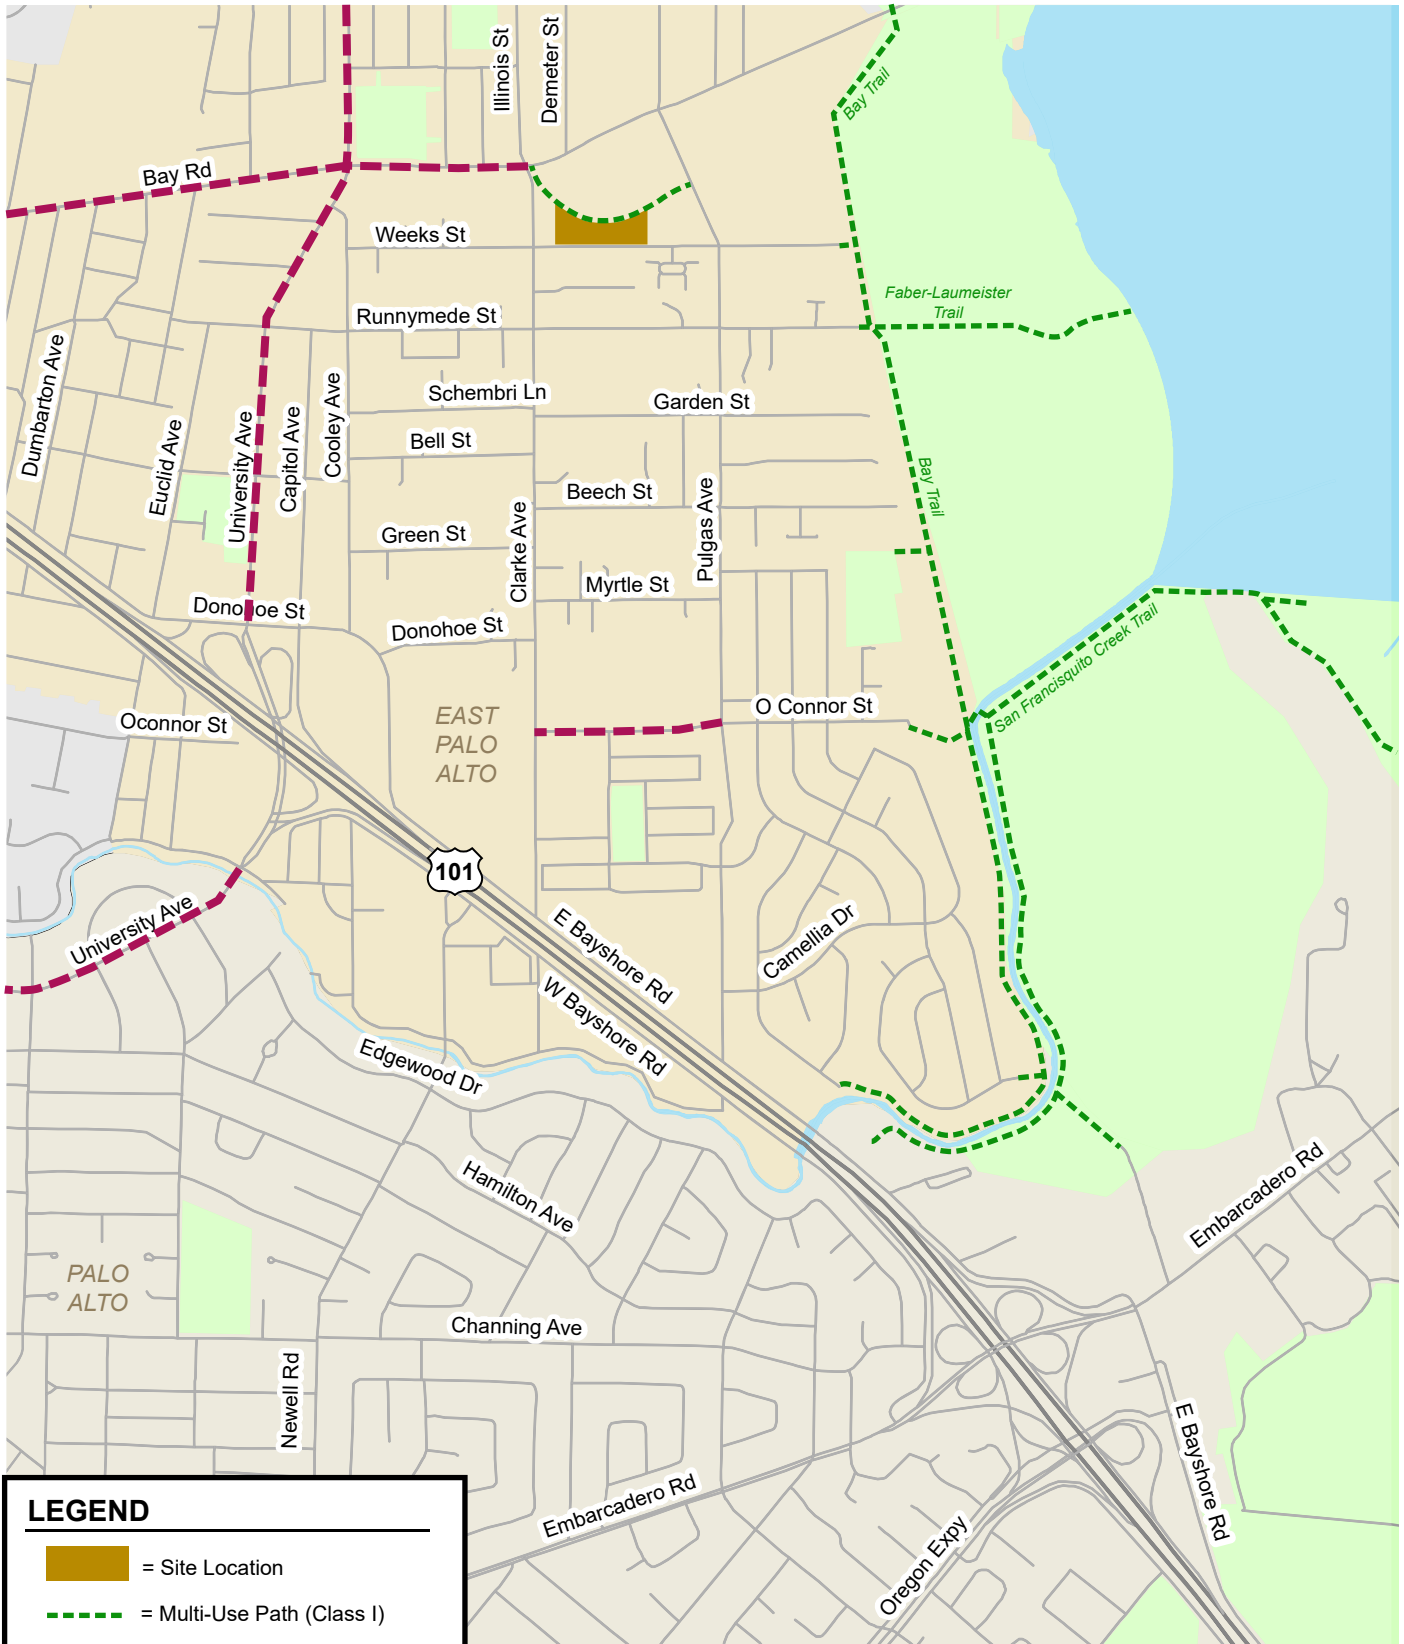 Illinois St
Demeter St
Bay Trail
Bay Rd
Weeks St
Faber-Laumeister
Trail
Runnymede St
Dumbarton Ave
Schembri Ln
Garden St
Cooley Ave
Capitol Ave
University Ave
Euclid Ave
Bell St
Beech St
Bay Trail
Pulgas Ave
Clarke Ave
Green St
Myrtle St
Donohoe St
Donohoe St
San Francisquito Creek Trail
O Connor St
Oconnor St
EAST
PALO
ALTO
101
University Ave
E Bayshore Rd
Camellia Dr
W Bayshore Rd
Edgewood Dr
Hamilton Ave
Embarcadero Rd
PALO
ALTO
Channing Ave
Newell Rd
E Bayshore Rd
Embarcadero Rd
Oregon Expy
LEGEND
= Site Location
= Multi-Use Path (Class I)